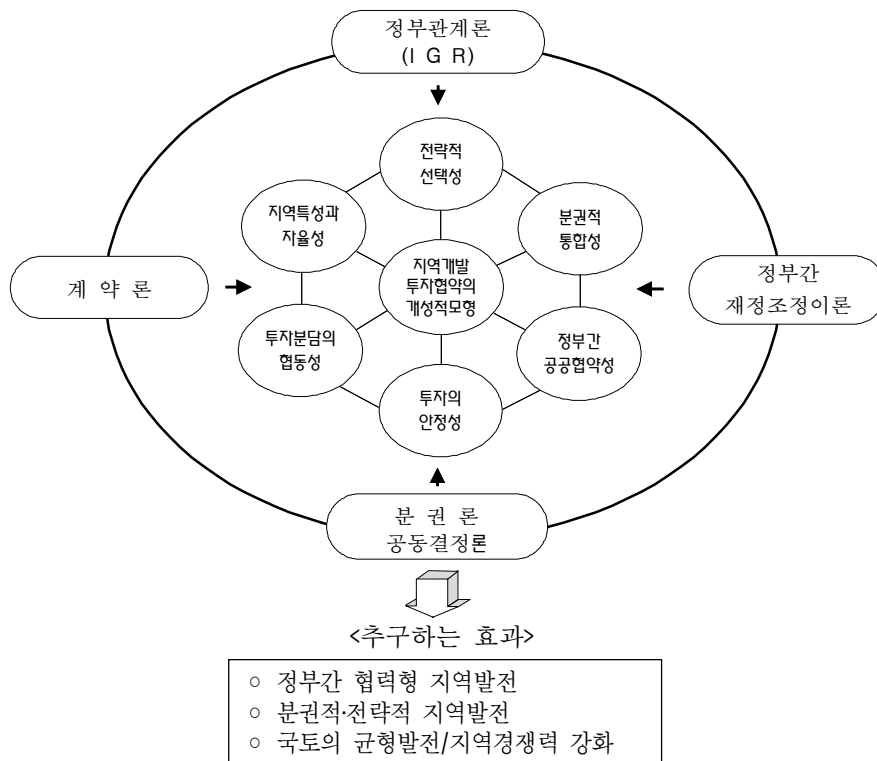 정부관계론
(I G R)
전략적
선택성
지역특성과
자율성
분권적
통합성
지역개발
투자협약의
개성적모형
계 약 론
정부간
재정조정이론
투자분담의
협동성
정부간
공공협약성
투자의
안정성
분 권 론
공동결정론
<추구하는 효과>
○ 정부간 협력형 지역발전
○ 분권적·전략적 지역발전
○ 국토의 균형발전/지역경쟁력 강화